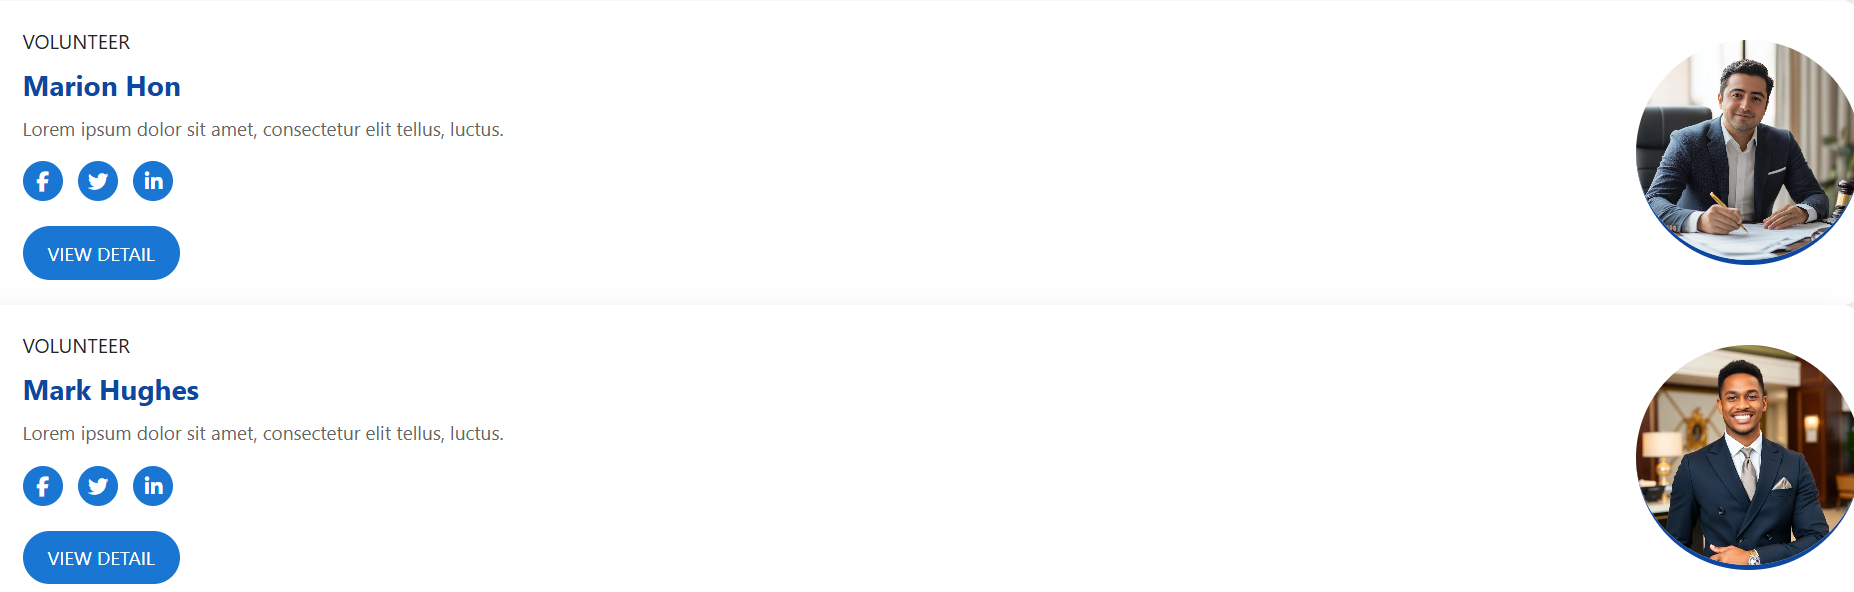 VOLUNTEER
Marion Hon
Lorem ipsum dolor sit amet, consectetur elit tellus, luctus.
VIEW DETAIL
VOLUNTEER
Mark Hughes
Lorem ipsum dolor sit amet, consectetur elit tellus, luctus.
VIEW DETAIL